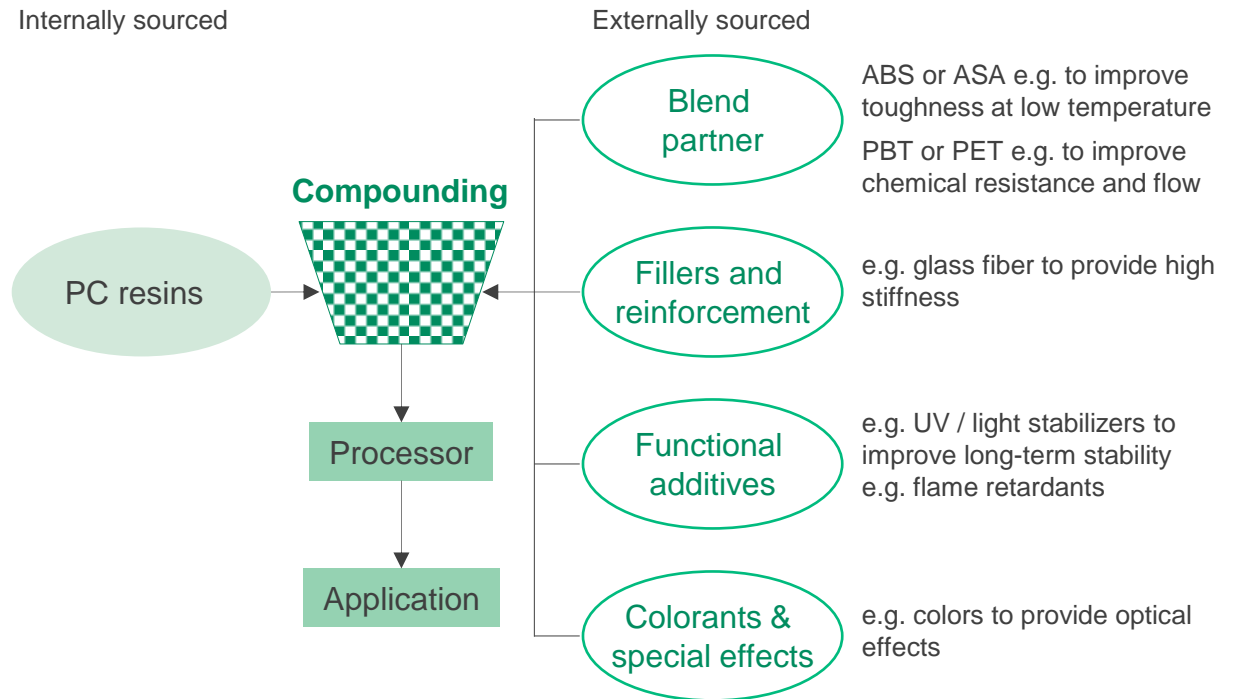 Internally sourced
Externally sourced
Blend
partner
ABS or ASA e.g. to improve
toughness at low temperature
PBT or PET e.g. to improve
chemical resistance and flow
Compounding
PC resins
Fillers and
reinforcement
e.g. glass fiber to provide high
stiffness
Processor
Functional
additives
e.g. UV / light stabilizers to
improve long-term stability
e.g. flame retardants
Application
Colorants &
special effects
e.g. colors to provide optical
effects